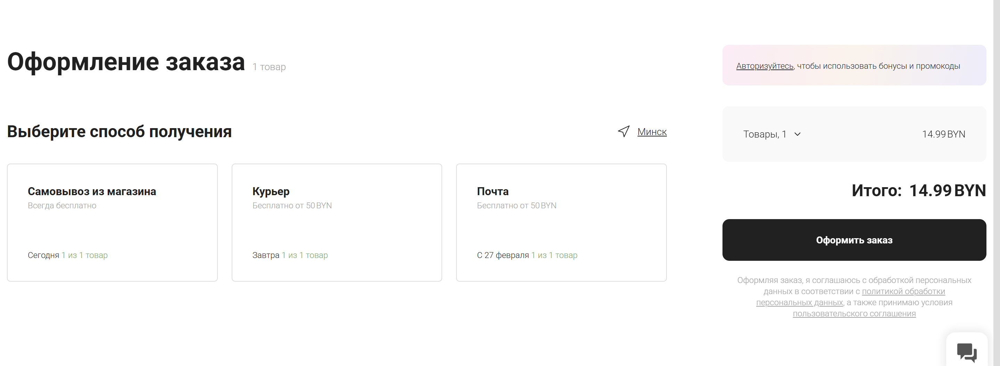 Оформление заказа 1 товар
Выберите способ получения
Минск
Самовывоз из магазина
Всегда бесплатно
Сегодня 1 из 1 товар
Курьер
Бесплатно от 50 BYN
Завтра 1 из 1 товар
Почта
Бесплатно от 50 BYN
С 27 февраля 1 из 1 товар
Авторизуйтесь, чтобы использовать бонусы и промокоды
Товары, 1 14.99 BYN
Итого: 14.99 BYN
Оформить заказ
Оформляя заказ, я соглашаюсь с обработкой персональных
данных в соответствии с политикой обработки
персональных данных, а также принимаю условия
пользовательского соглашения